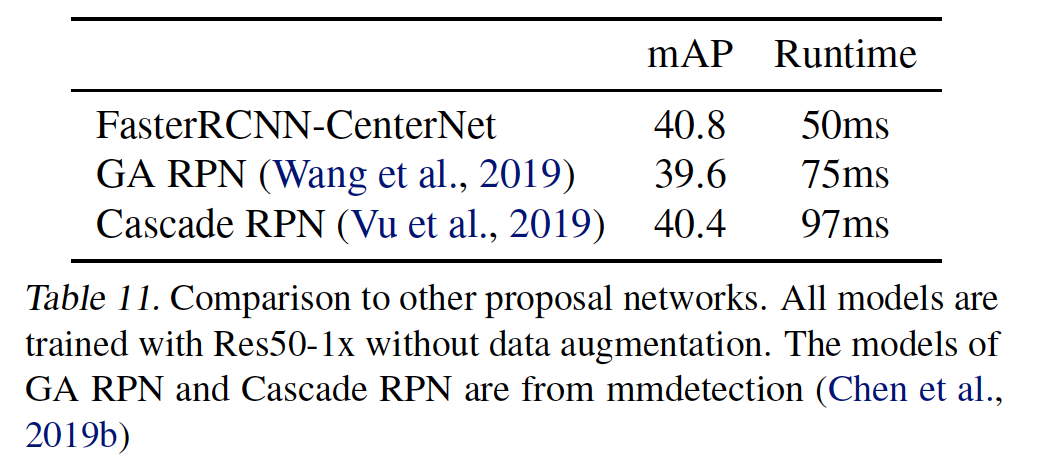 mAP Runtime
FasterRCNN-CenterNet 40.8 50ms
GA RPN (Wang et al., 2019) 39.6 75ms
Cascade RPN (Vu et al., 2019) 40.4 97ms
Table 11. Comparison to other proposal networks. All models are
trained with Res50-1x without data augmentation. The models of
GA RPN and Cascade RPN are from mmdetection (Chen et al.,
2019b)